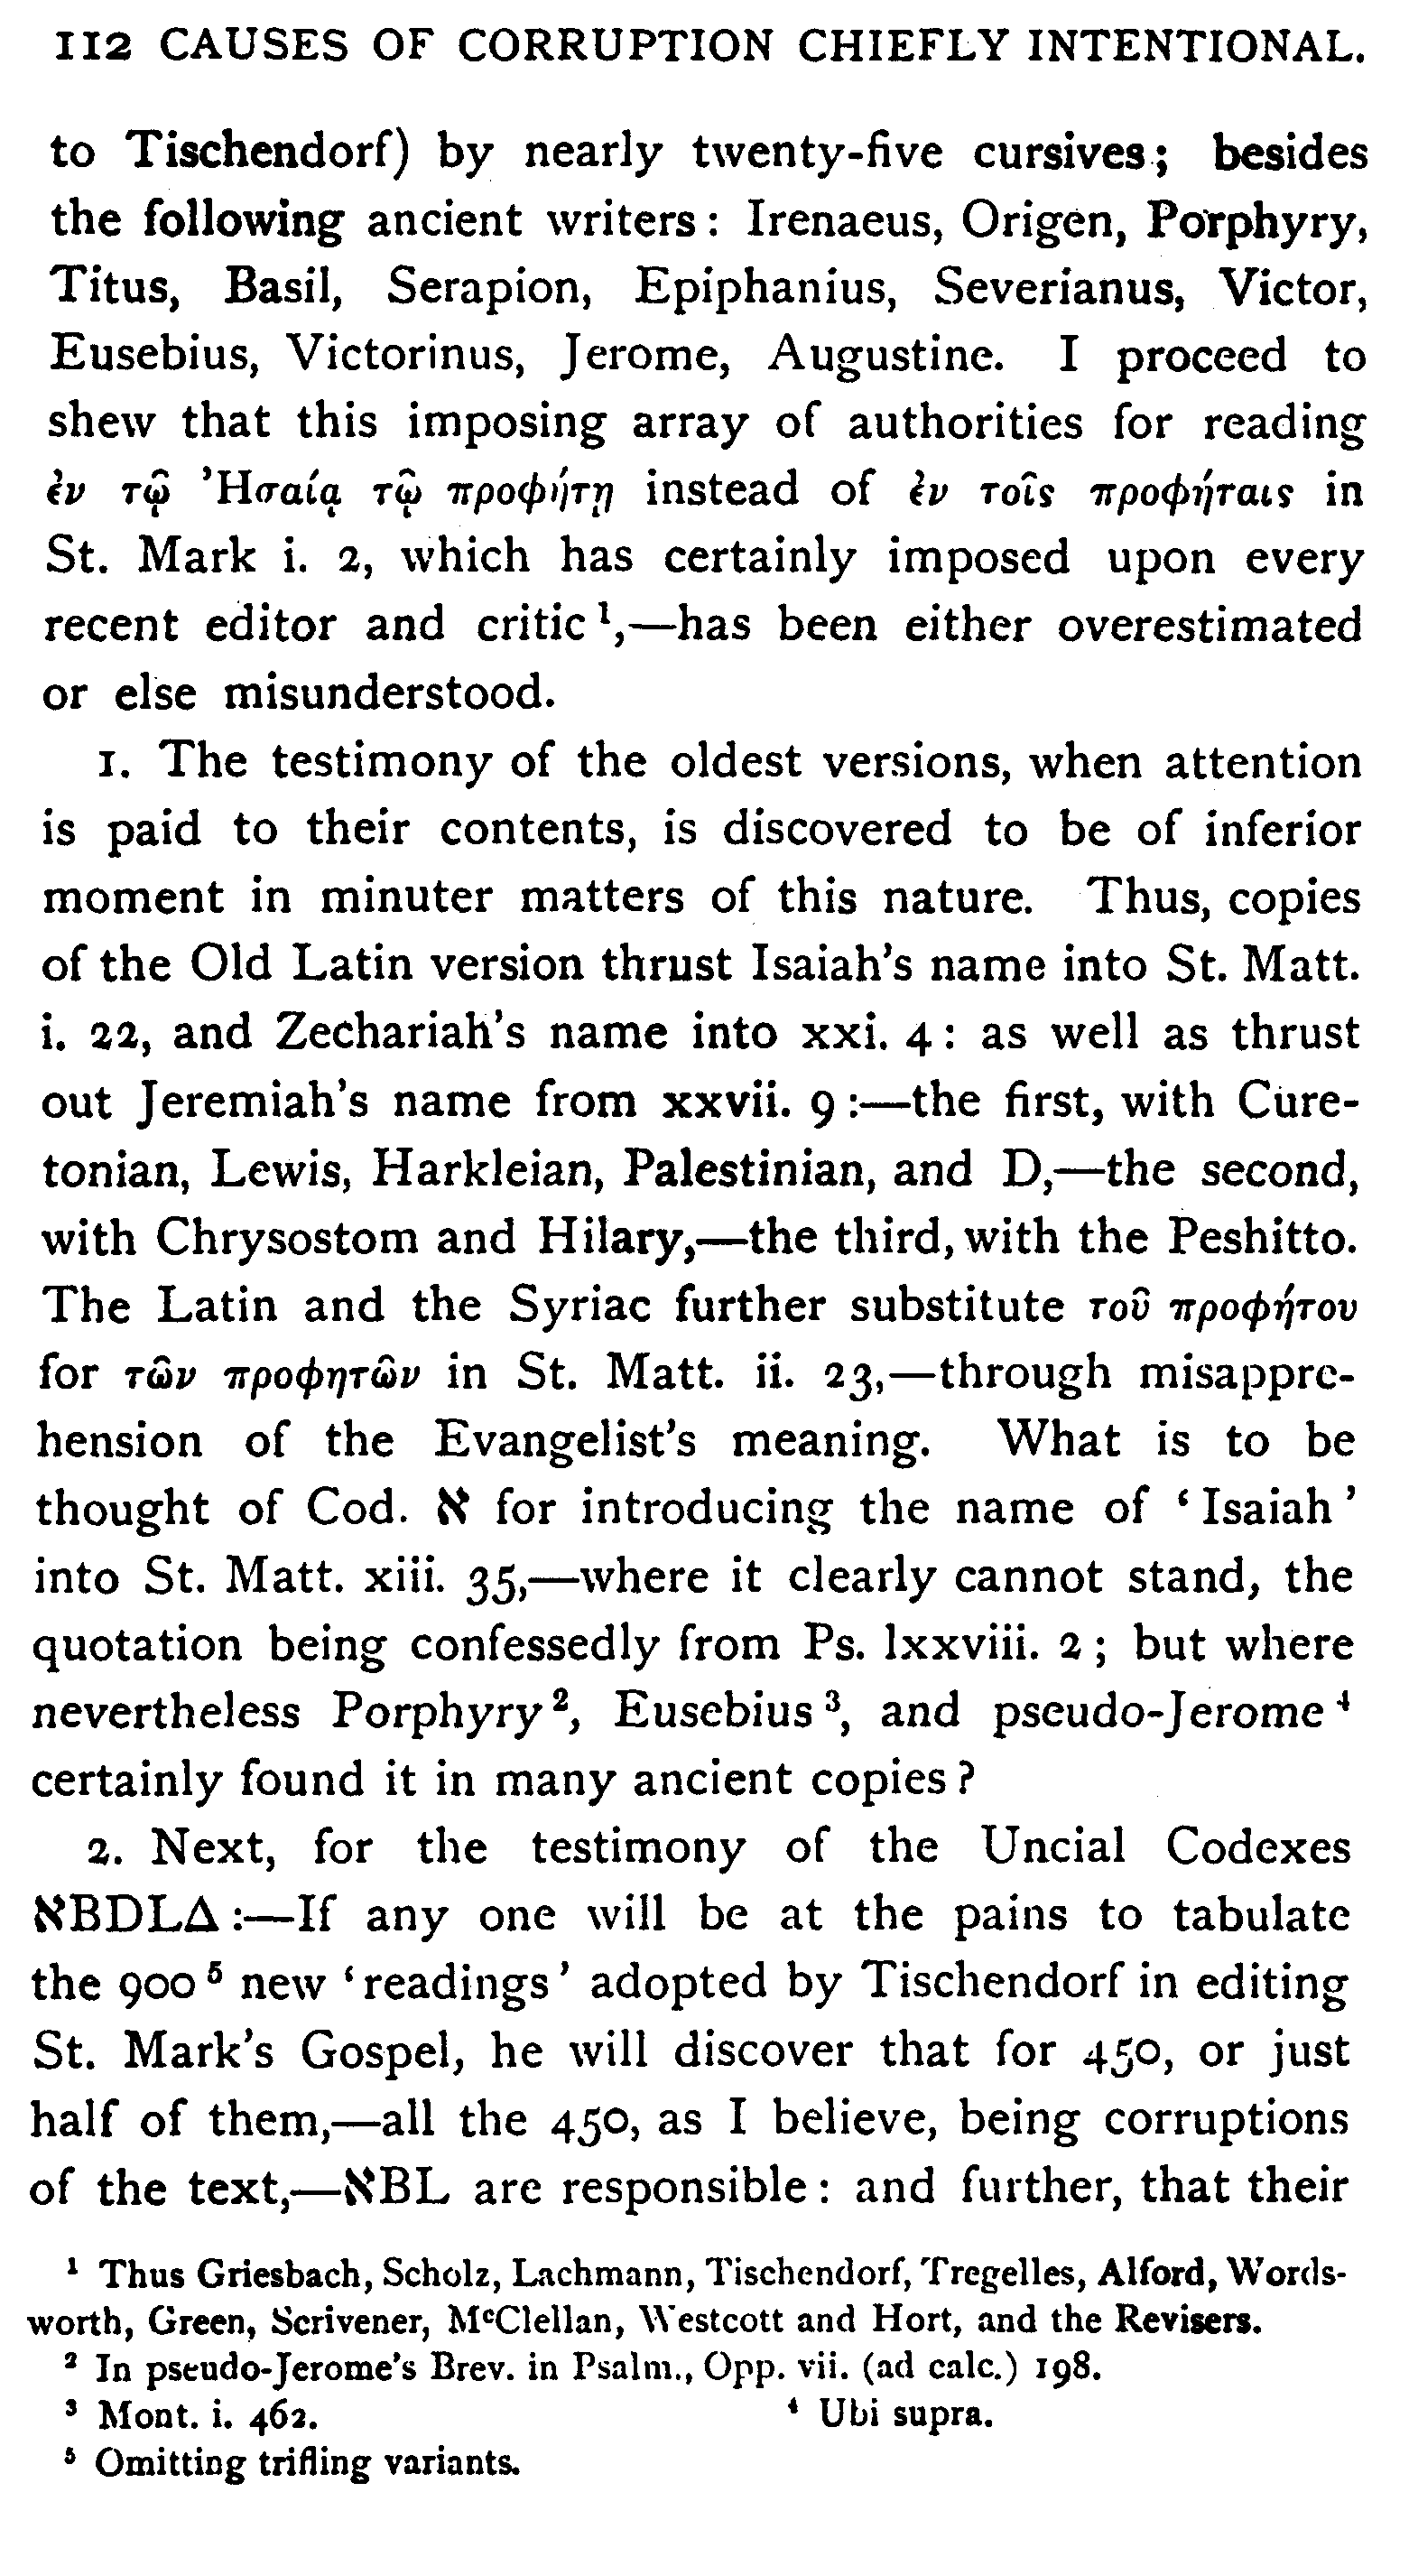 112 CAUSES OF CORRUPTION CHIEFLY INTENTIONAL.
to Tischendorf) by nearly twenty-five cursives; besides
the following ancient writers: Irenaeus, Origen, Porphyry,
Titus, Basil, Serapion, Epiphanius, Severianus, Victor,
Eusebius, Victorinus, Jerome, Augustine. I proceed to
shew that this imposing array of authorities for reading
ἐν τῷ Ἠσαίᾳ τῷ προφήτῃ instead of ἐν τοῖς προφήταις in
St. Mark i. 2, which has certainly imposed upon every
recent editor and critic ¹,—has been either overestimated
or else misunderstood.
1. The testimony of the oldest versions, when attention
is paid to their contents, is discovered to be of inferior
moment in minuter matters of this nature. Thus, copies
of the Old Latin version thrust Isaiah's name into St. Matt.
i. 22, and Zechariah's name into xxi. 4: as well as thrust
out Jeremiah's name from xxvii. 9:—the first, with Cure-
tonian, Lewis, Harkleian, Palestinian, and D,—the second,
with Chrysostom and Hilary,—the third, with the Peshitto.
The Latin and the Syriac further substitute τοῦ προφήτου
for τῶν προφητῶν in St. Matt. ii. 23,—through misappre-
hension of the Evangelist's meaning. What is to be
thought of Cod. א for introducing the name of 'Isaiah'
into St. Matt. xiii. 35,—where it clearly cannot stand, the
quotation being confessedly from Ps. lxxviii. 2; but where
nevertheless Porphyry ², Eusebius ³, and pseudo-Jerome ⁴
certainly found it in many ancient copies?
2. Next, for the testimony of the Uncial Codexes
אBDLΔ:—If any one will be at the pains to tabulate
the 900 ⁵ new 'readings' adopted by Tischendorf in editing
St. Mark's Gospel, he will discover that for 450, or just
half of them,—all the 450, as I believe, being corruptions
of the text,—אBL are responsible: and further, that their
¹ Thus Griesbach, Scholz, Lachmann, Tischendorf, Tregelles, Alford, Words-
worth, Green, Scrivener, MᶜClellan, Westcott and Hort, and the Revisers.
² In pseudo-Jerome's Brev. in Psalm., Opp. vii. (ad calc.) 198.
³ Mont. i. 462. ⁴ Ubi supra.
⁵ Omitting trifling variants.